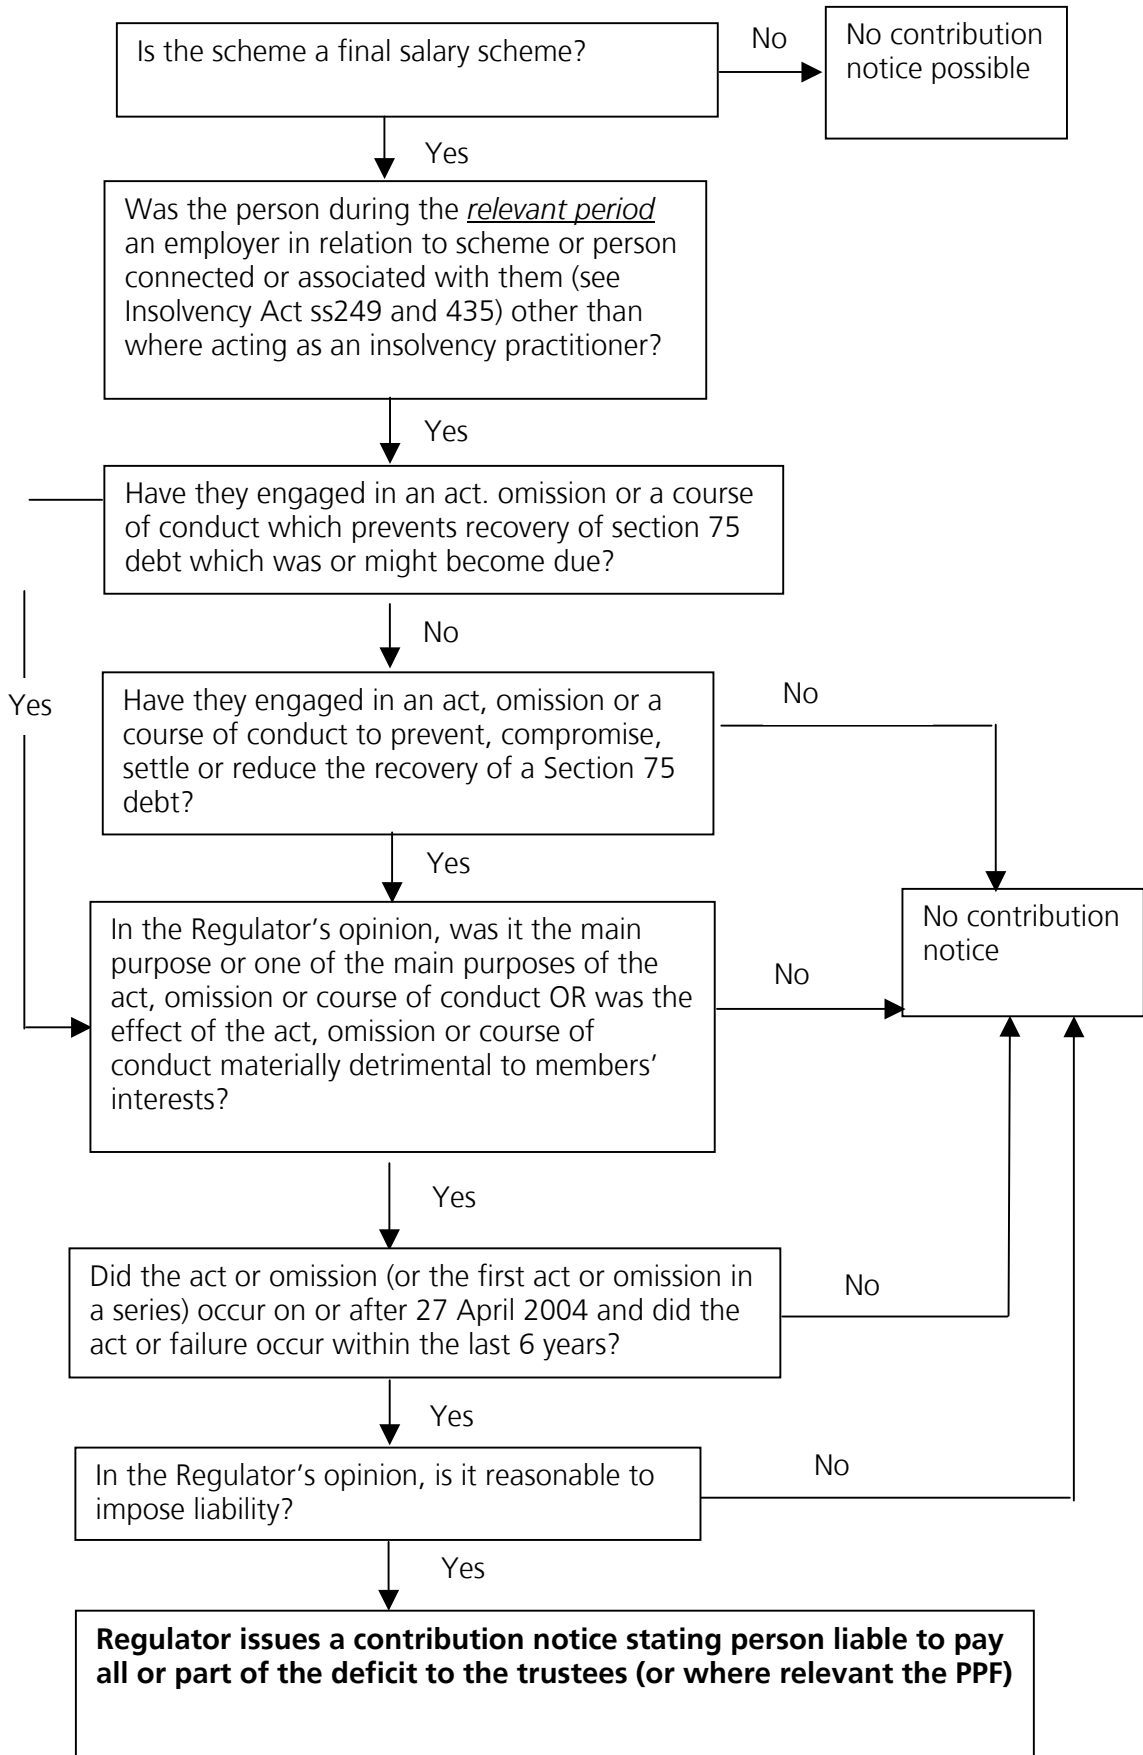 Is the scheme a final salary scheme?
No
No contribution
notice possible
Yes
Was the person during the relevant period
an employer in relation to scheme or person
connected or associated with them (see
Insolvency Act ss249 and 435) other than
where acting as an insolvency practitioner?
Yes
Have they engaged in an act. omission or a course
of conduct which prevents recovery of section 75
debt which was or might become due?
No
Yes
Have they engaged in an act, omission or a
course of conduct to prevent, compromise,
settle or reduce the recovery of a Section 75
debt?
No
Yes
In the Regulator's opinion, was it the main
purpose or one of the main purposes of the
act, omission or course of conduct OR was the
effect of the act, omission or course of
conduct materially detrimental to members'
interests?
No
No contribution
notice
Yes
Did the act or omission (or the first act or omission in
a series) occur on or after 27 April 2004 and did the
act or failure occur within the last 6 years?
No
Yes
In the Regulator's opinion, is it reasonable to
impose liability?
No
Yes
Regulator issues a contribution notice stating person liable to pay
all or part of the deficit to the trustees (or where relevant the PPF)